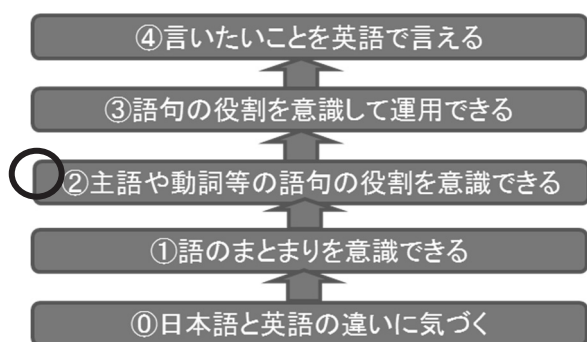 ④言いたいことを英語で言える
③語句の役割を意識して運用できる
②主語や動詞等の語句の役割を意識できる
①語のまとまりを意識できる
⓪日本語と英語の違いに気づく